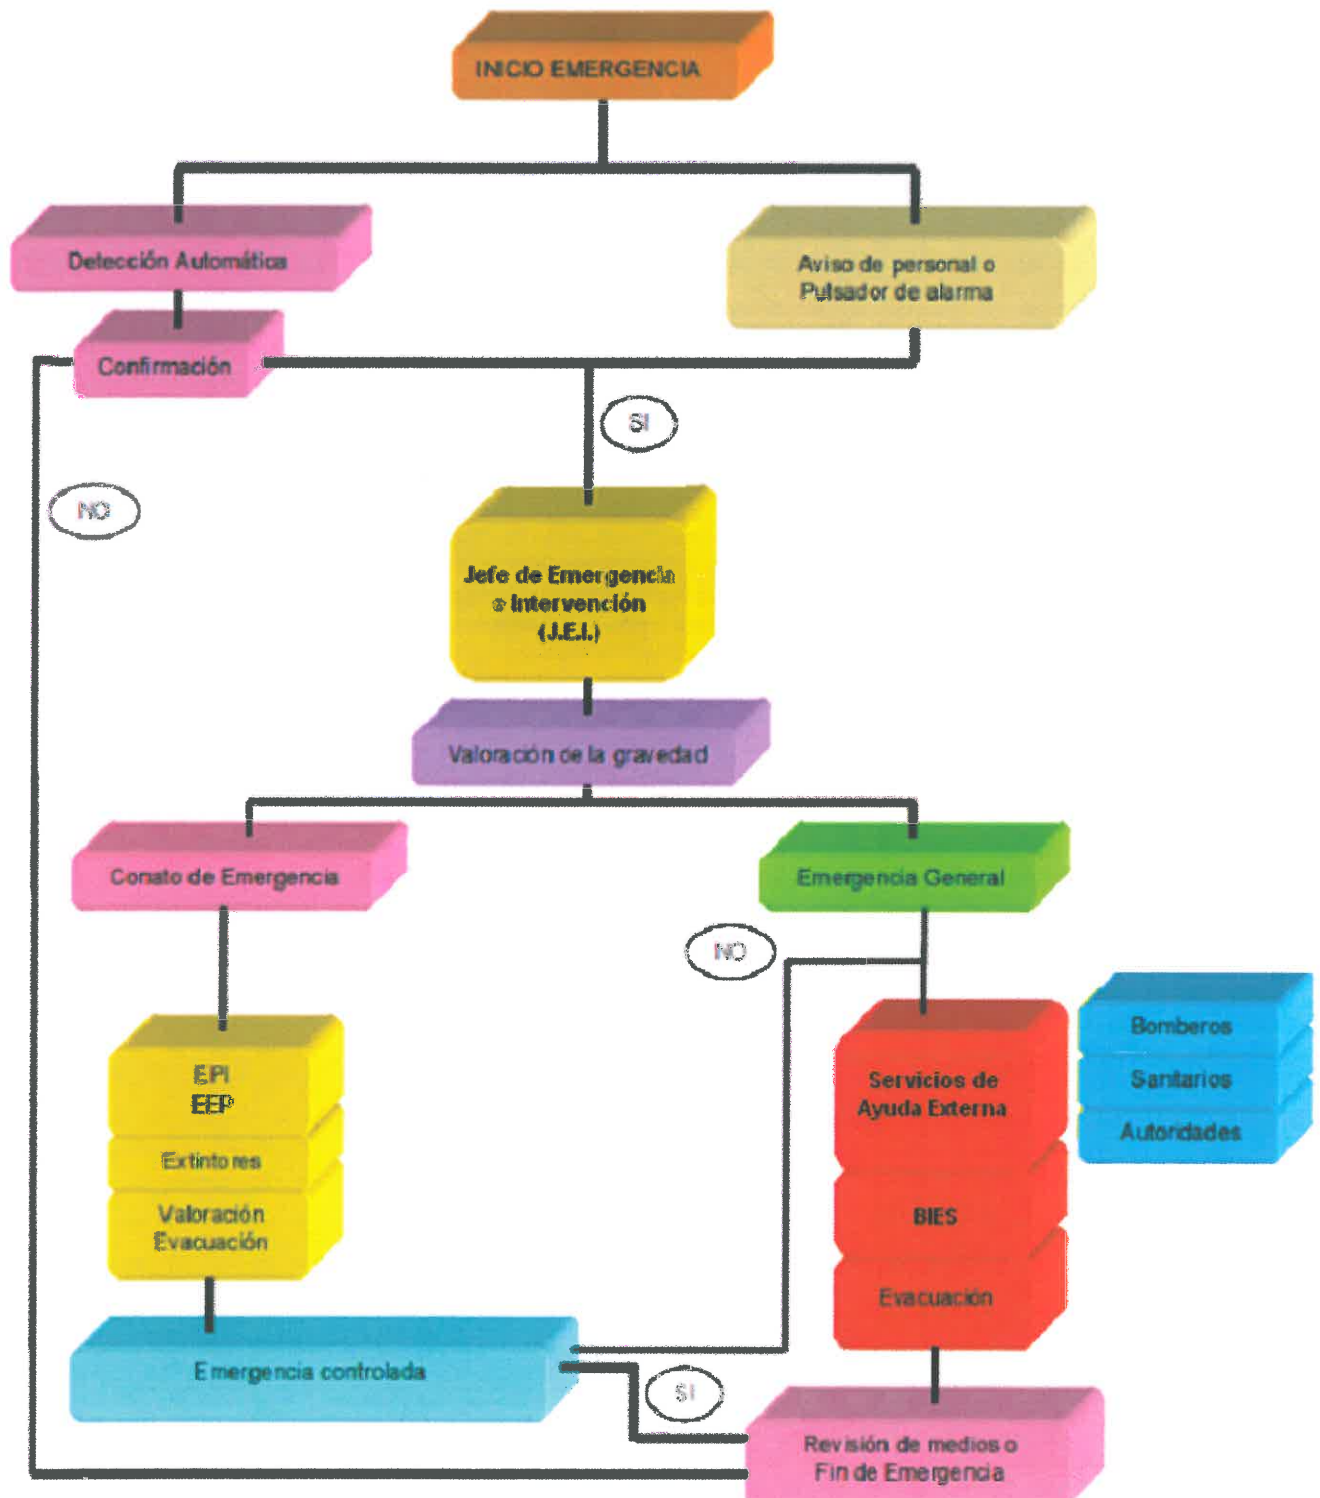 INICIO EMERGENCIA
Detección Automática
Aviso de personal o
Pulsador de alarma
Confirmación
SI
NO
Jefe de Emergencia
e Intervención
(J.E.I.)
Valoración de la gravedad
Conato de Emergencia
Emergencia General
NO
EPI
EEP
Extintores
Valoración
Evacuación
Servicios de
Ayuda Externa
BIES
Evacuación
Bomberos
Sanitarios
Autoridades
Emergencia controlada
SI
Revisión de medios o
Fin de Emergencia